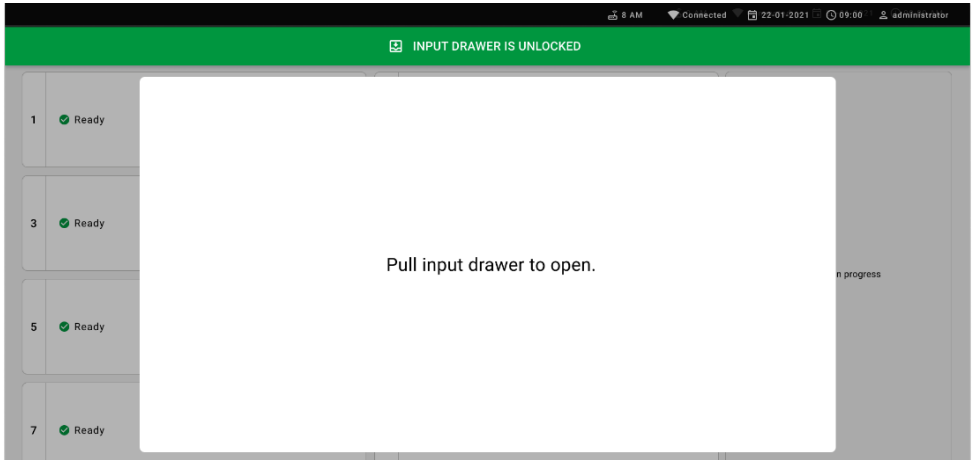 8 AM Connected 22-01-2021 09:00 administrator
INPUT DRAWER IS UNLOCKED
1 Ready
3 Ready
Pull input drawer to open.
n progress
5 Ready
7 Ready